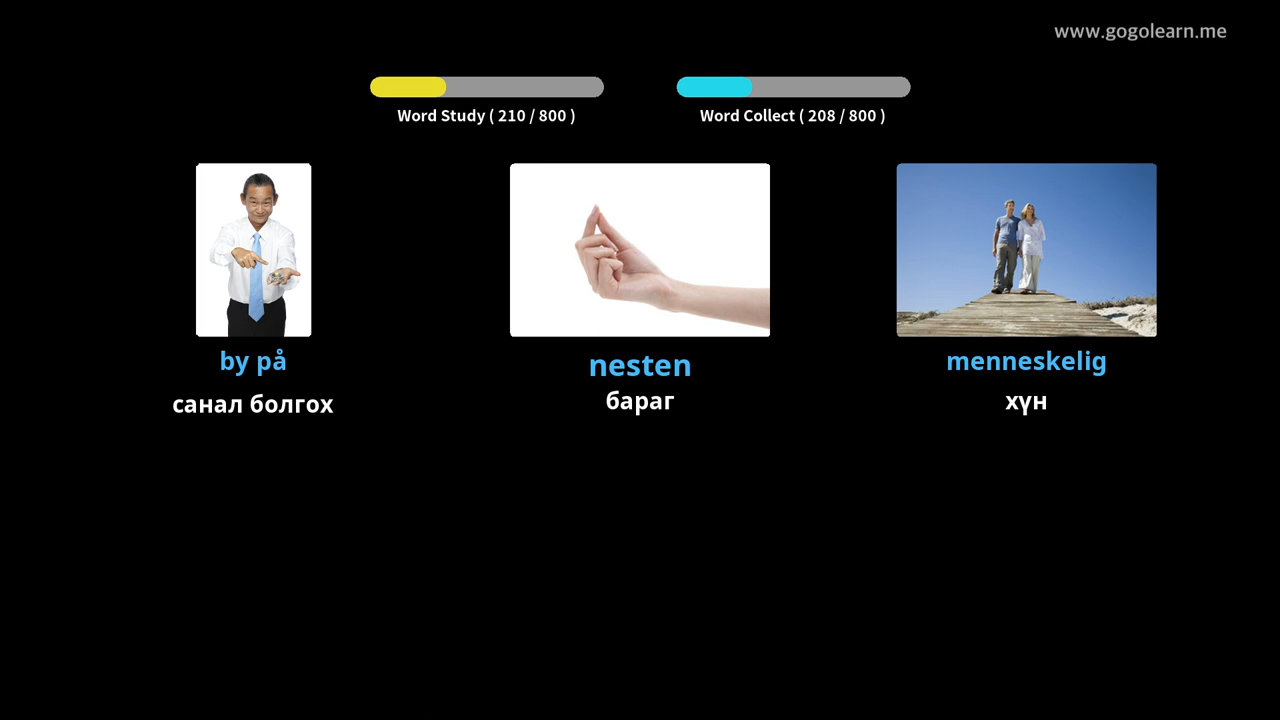 www.gogolearn.me
Word Study ( 210 / 800 )
Word Collect ( 208 / 800 )
by på
nesten
menneskelig
санал болгох
бараг
хүн